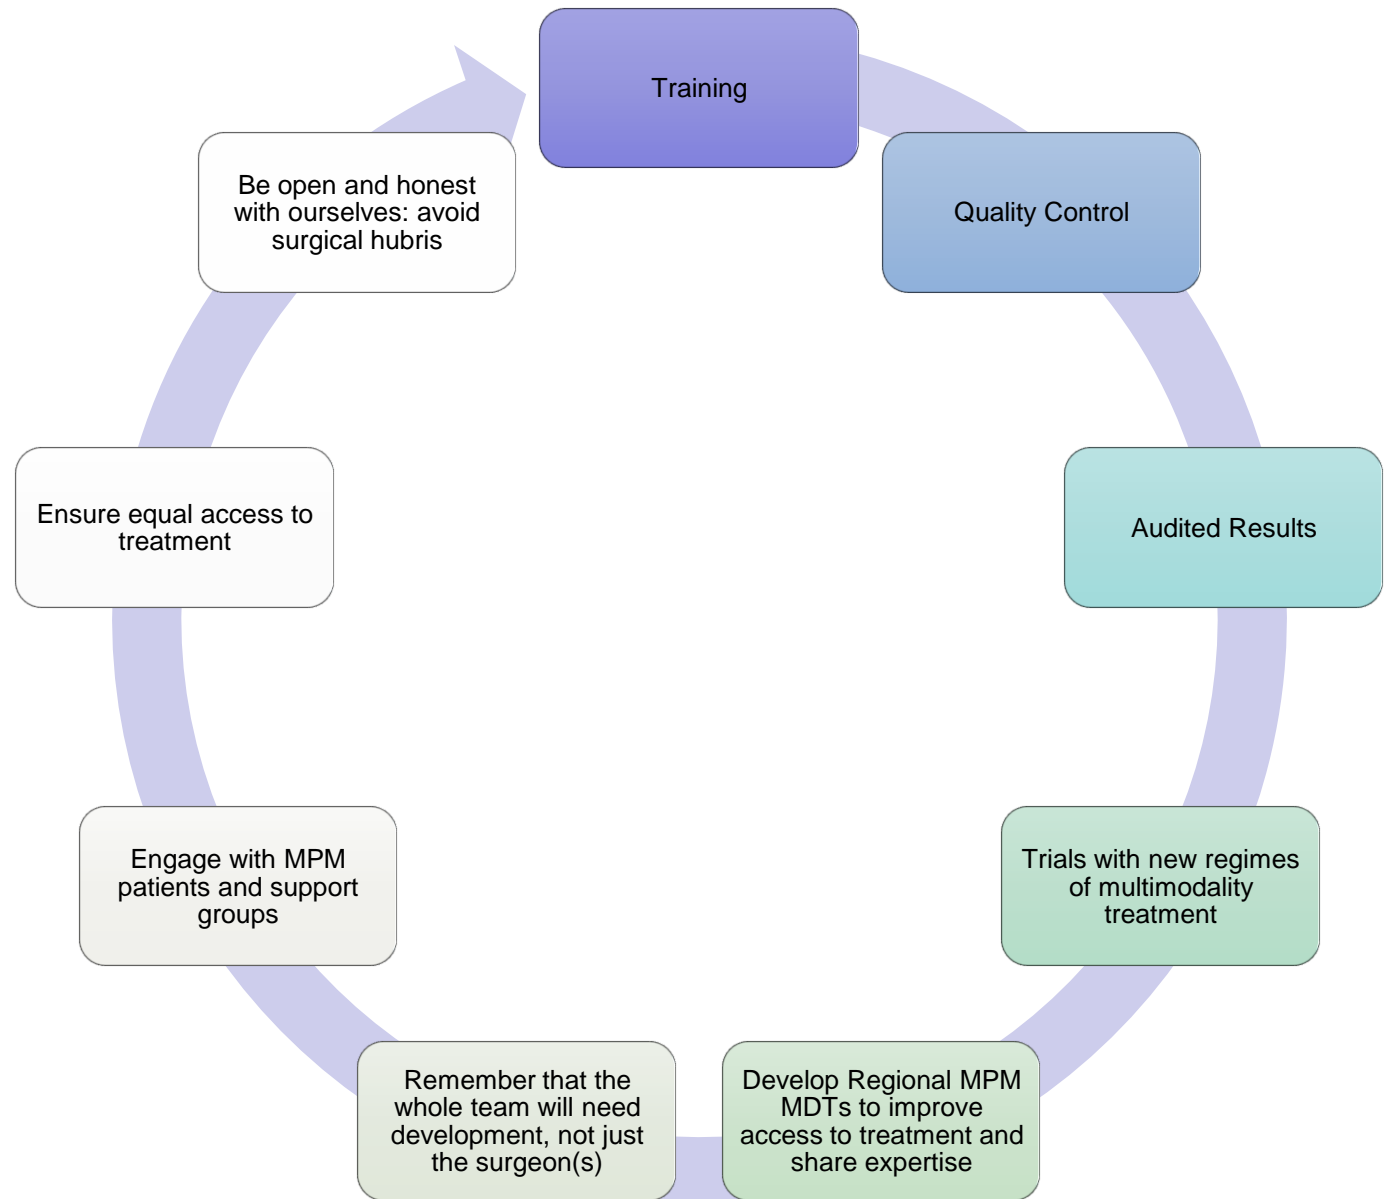 Training
Quality Control
Audited Results
Trials with new regimes
of multimodality
treatment
Develop Regional MPM
MDTs to improve
access to treatment and
share expertise
Remember that the
whole team will need
development, not just
the surgeon(s)
Engage with MPM
patients and support
groups
Ensure equal access to
treatment
Be open and honest
with ourselves: avoid
surgical hubris